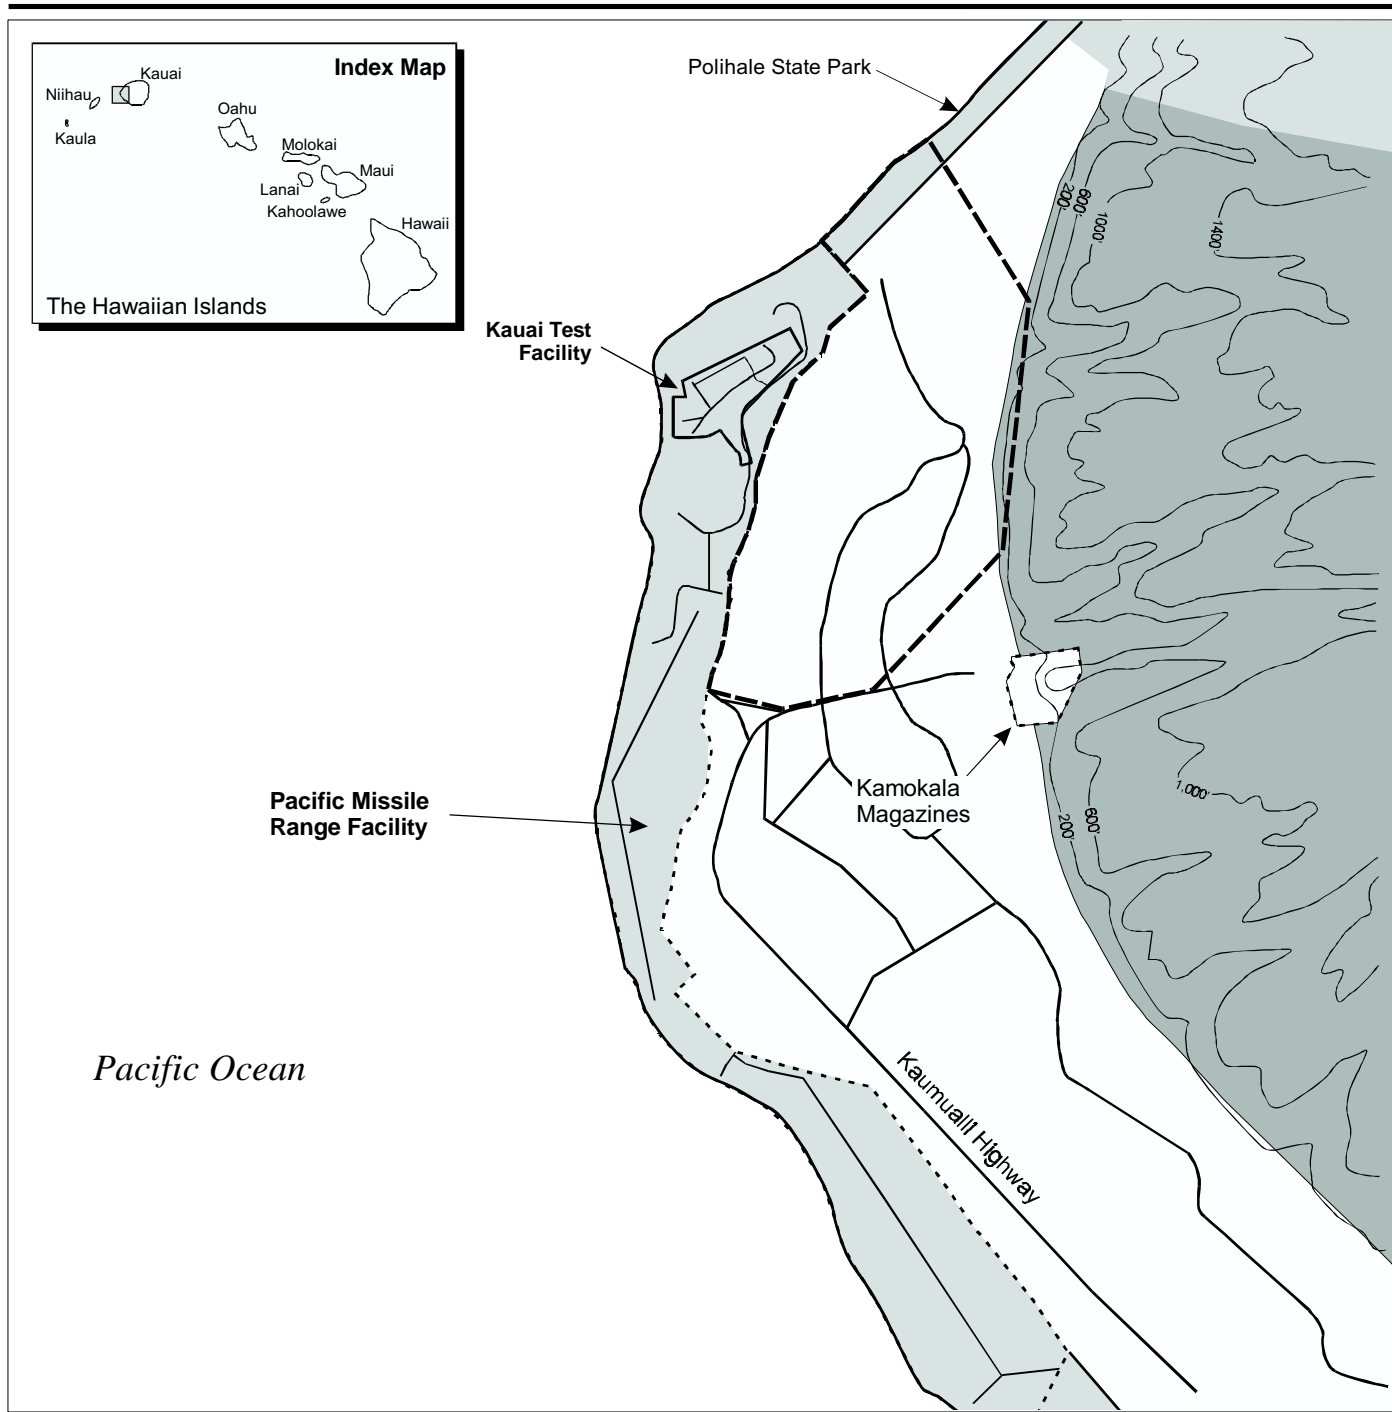 Index Map
Kauai
Niihau
Kaula
Oahu
Molokai
Maui
Lanai
Kahoolawe
Hawaii
The Hawaiian Islands
Polihale State Park
Kauai Test
Facility
200'
600'
1000'
1400'
Kamokala
Magazines
1,000'
600'
200'
Pacific Missile
Range Facility
Pacific Ocean
Kaumualii Highway